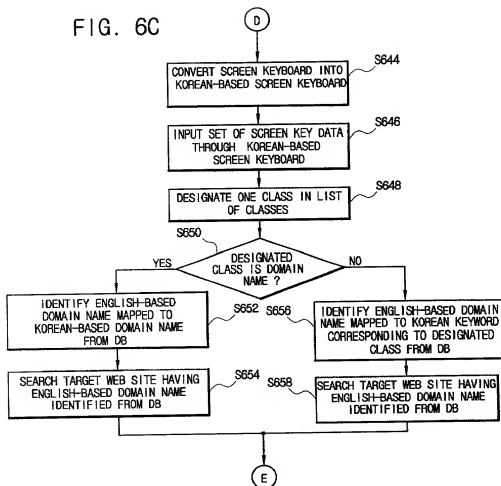 FIG. 6C
D
S644
CONVERT SCREEN KEYBOARD INTO
KOREAN-BASED SCREEN KEYBOARD
S646
INPUT SET OF SCREEN KEY DATA
THROUGH KOREAN-BASED
SCREEN KEYBOARD
S648
DESIGNATE ONE CLASS IN LIST
OF CLASSES
S650
DESIGNATED
CLASS IS DOMAIN
NAME ?
YES
NO
IDENTIFY ENGLISH-BASED
DOMAIN NAME MAPPED TO
KOREAN-BASED DOMAIN NAME
FROM DB
S652
S656
IDENTIFY ENGLISH-BASED DOMAIN
NAME MAPPED TO KOREAN KEYWORD
CORRESPONDING TO DESIGNATED
CLASS FROM DB
S654
SEARCH TARGET WEB SITE HAVING
ENGLISH-BASED DOMAIN NAME
IDENTIFIED FROM DB
S658
SEARCH TARGET WEB SITE HAVING
ENGLISH-BASED DOMAIN NAME
IDENTIFIED FROM DB
E